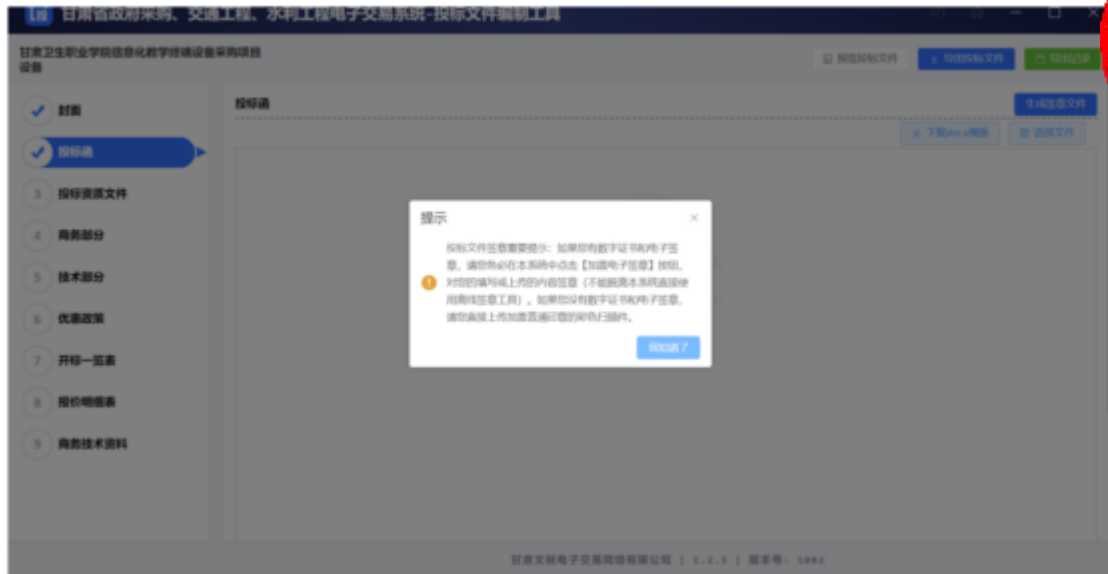 甘肃省政府采购、交通工程、水利工程电子交易系统-投标文件编制工具
甘肃卫生职业学院信息化教学终端设备采购项目
设备
预览投标文件
导出投标文件
导出记录
封面
投标函
3 投标资质文件
4 商务部分
5 技术部分
6 优惠政策
7 开标一览表
8 报价明细表
9 商务技术资料
投标函
生成签章文件
下载docx模版
选择文件
提示
投标文件签章重要提示：如果您有数字证书和电子签
章，请您务必在本系统中点击【加盖电子签章】按钮，
对您的填写或上传的内容签章（不能脱离本系统直接使
用离线签章工具）。如果您没有数字证书和电子签章，
请您直接上传加盖普通印章的彩色扫描件。
我知道了
甘肃文锐电子交易网络有限公司 | 1.2.3 | 版本号: 1002